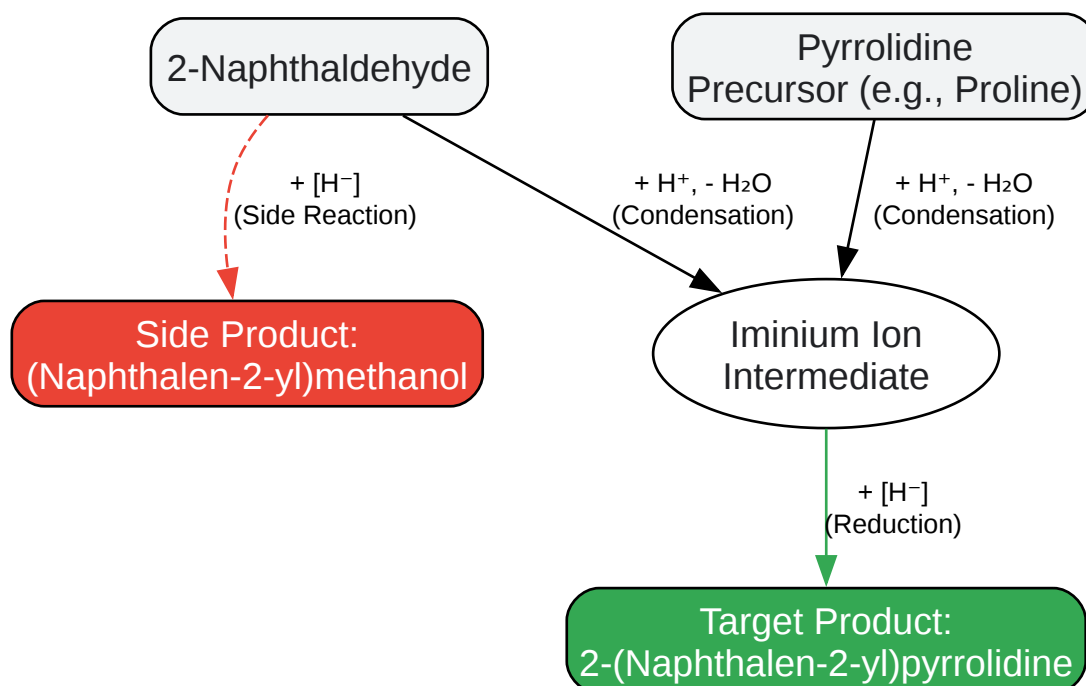 2-Naphthaldehyde
Pyrrolidine
Precursor (e.g., Proline)
+ [H⁻]
(Side Reaction)
+ H⁺, - H₂O
(Condensation)
+ H⁺, - H₂O
(Condensation)
Side Product:
(Naphthalen-2-yl)methanol
Iminium Ion
Intermediate
+ [H⁻]
(Reduction)
Target Product:
2-(Naphthalen-2-yl)pyrrolidine